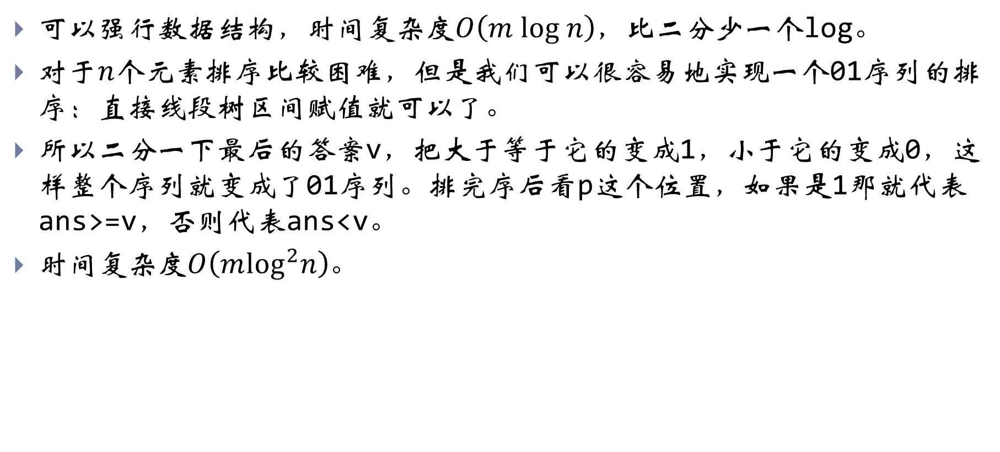 可以强行数据结构，时间复杂度O(m log n)，比二分少一个log。
对于n个元素排序比较困难，但是我们可以很容易地实现一个01序列的排
序：直接线段树区间赋值就可以了。
所以二分一下最后的答案v，把大于等于它的变成1，小于它的变成0，这
样整个序列就变成了01序列。排完序后看p这个位置，如果是1那就代表
ans>=v，否则代表ans<v。
时间复杂度O(mlog²n)。